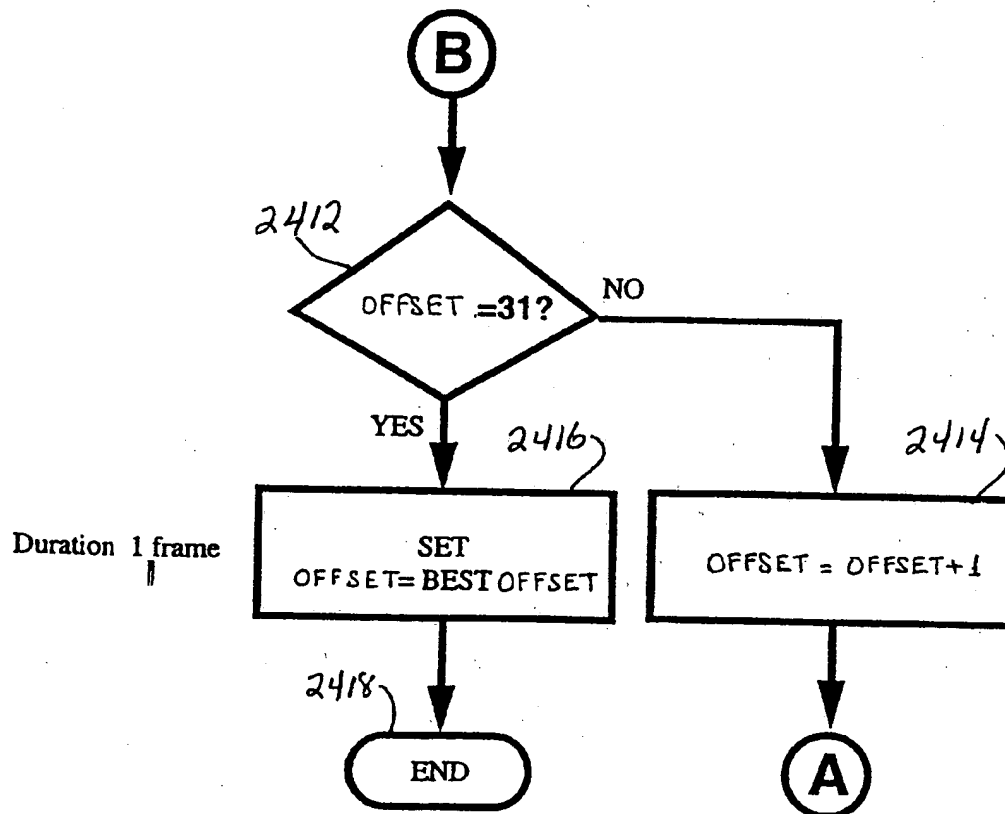 B
2412
OFFSET =31?
NO
YES
2416
2414
Duration 1 frame
SET
OFFSET= BEST OFFSET
OFFSET = OFFSET+1
2418
END
A